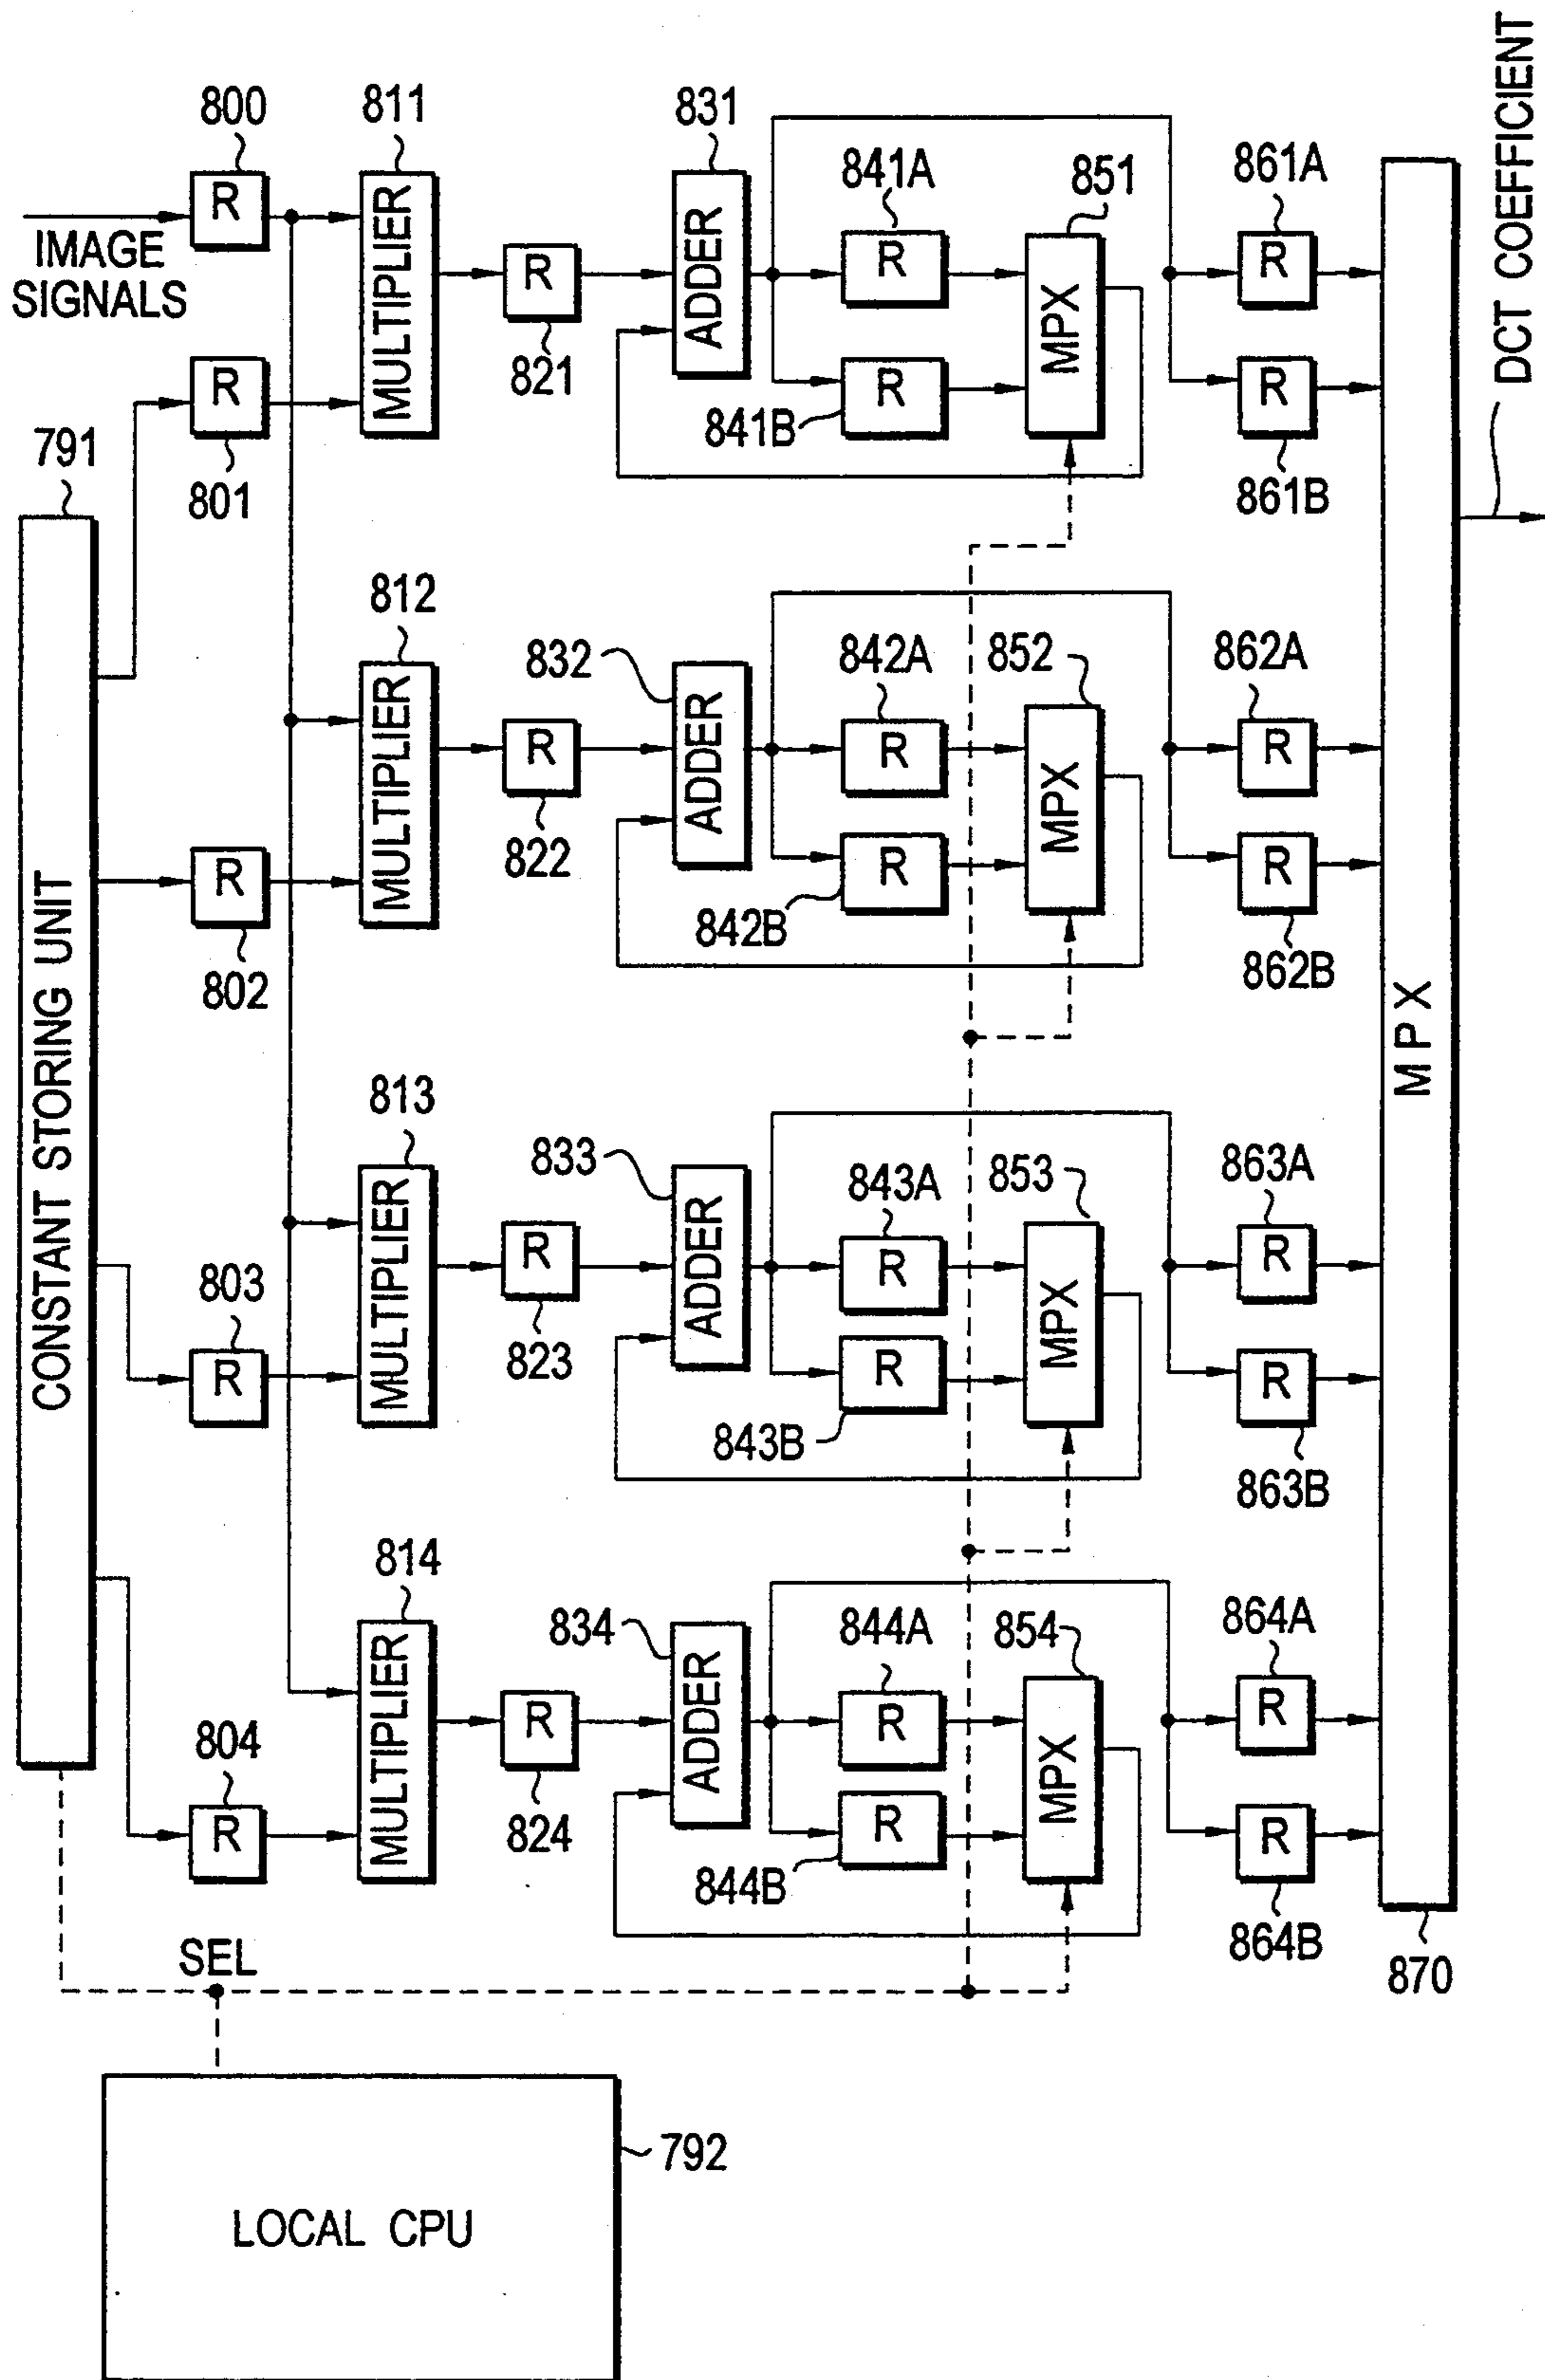 800
811
831
841A
851
861A
DCT COEFFICIENT
R
MULTIPLIER
ADDER
R
MPX
R
IMAGE
SIGNALS
R
821
R
841B
R
861B
R
801
791
CONSTANT STORING UNIT
812
832
842A
852
862A
MULTIPLIER
R
ADDER
R
MPX
R
R
802
822
R
842B
R
862B
MPX
813
833
843A
853
863A
MULTIPLIER
R
ADDER
R
MPX
R
803
R
823
R
843B
R
863B
814
834
844A
854
864A
MULTIPLIER
R
ADDER
R
MPX
R
804
R
824
R
844B
R
864B
870
SEL
792
LOCAL CPU